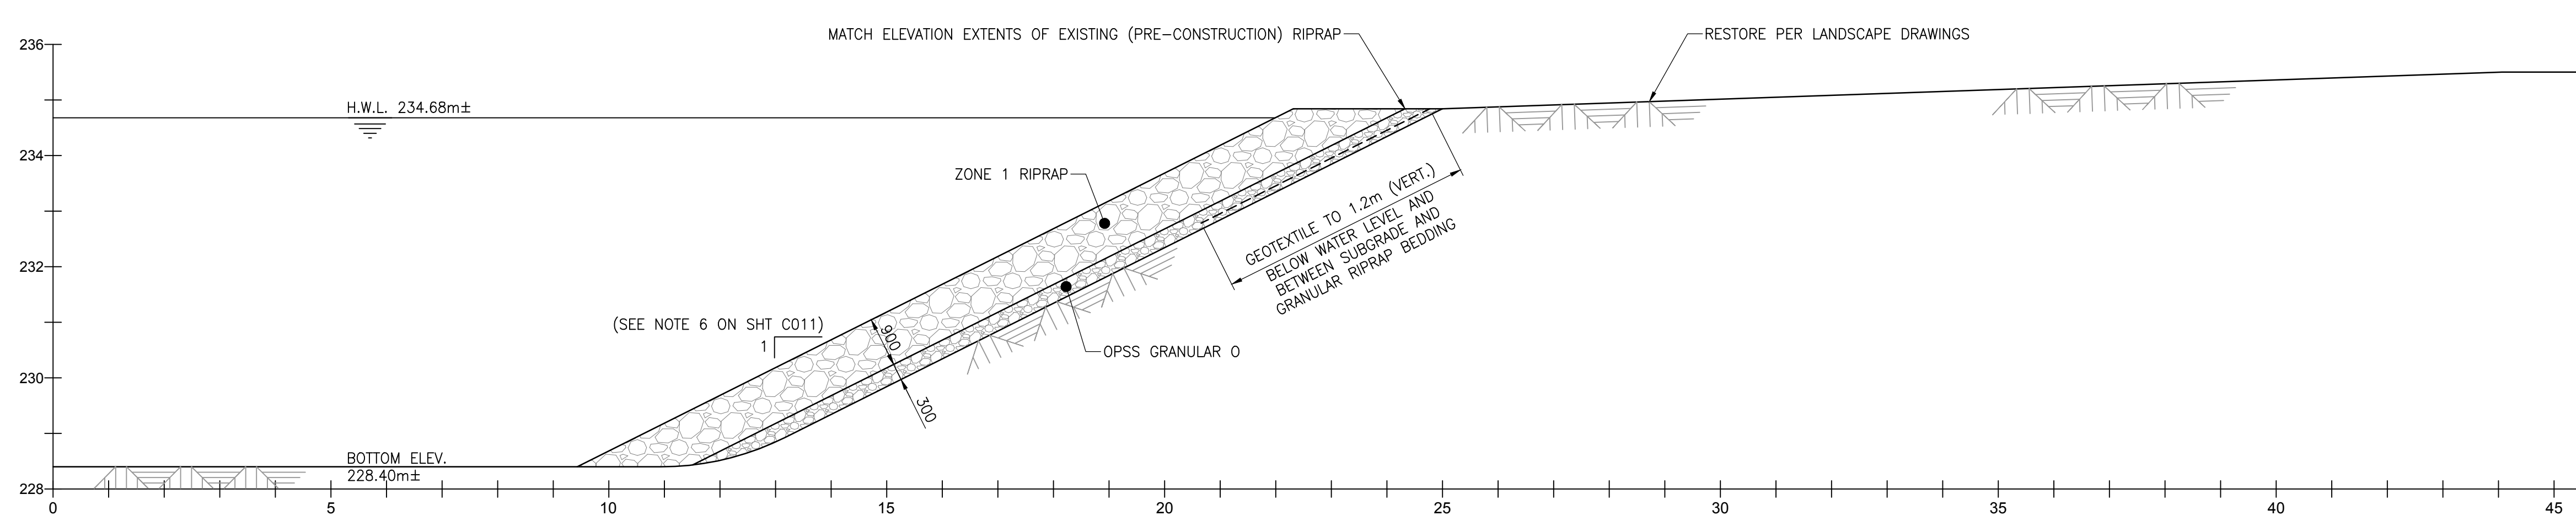 MATCH ELEVATION EXTENTS OF EXISTING (PRE-CONSTRUCTION) RIPRAP
RESTORE PER LANDSCAPE DRAWINGS
236
H.W.L. 234.68m±
234
ZONE 1 RIPRAP
GEOTEXTILE TO 1.2m (VERT.)
BELOW WATER LEVEL AND
BETWEEN SUBGRADE AND
GRANULAR RIPRAP BEDDING
232
(SEE NOTE 6 ON SHT C011)
1
900
OPSS GRANULAR O
230
300
BOTTOM ELEV.
228.40m±
228
0 5 10 15 20 25 30 35 40 45